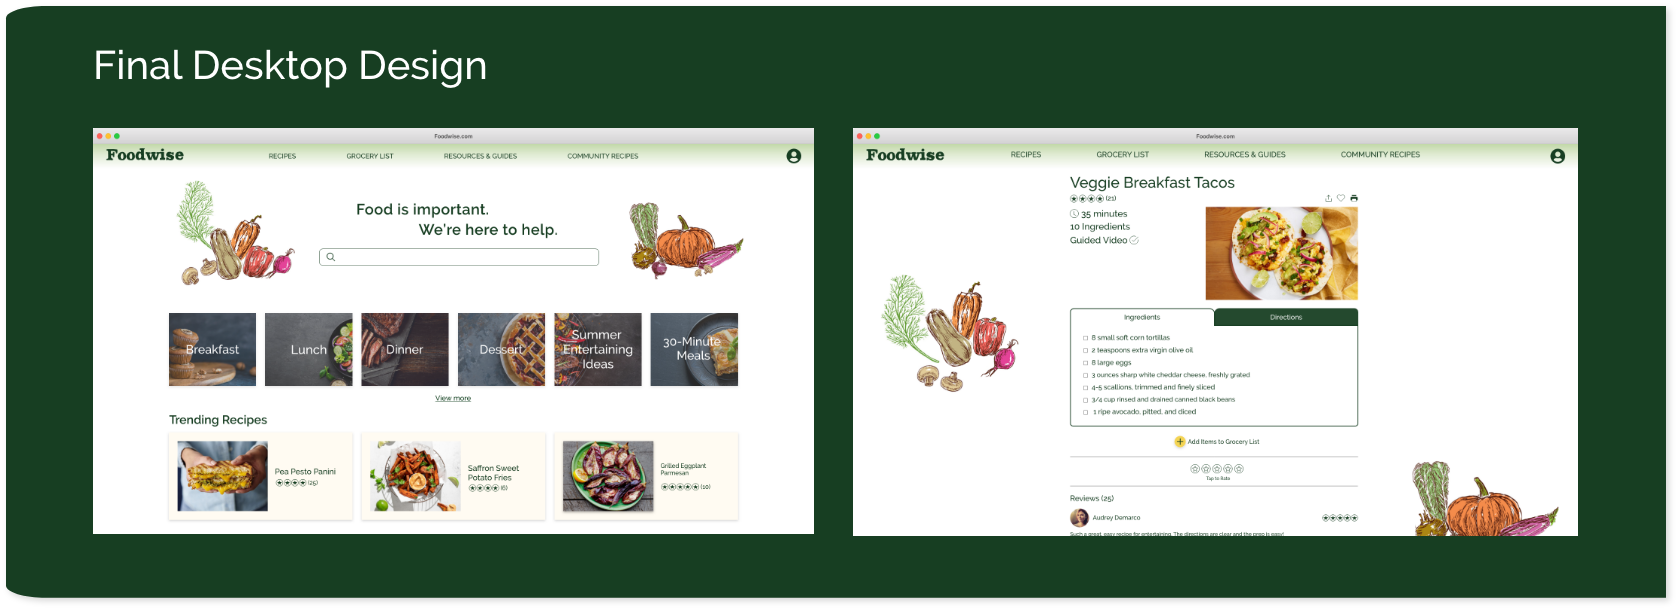 Final Desktop Design
Foodwise.com
Foodwise
RECIPES
GROCERY LIST
RESOURCES & GUIDES
COMMUNITY RECIPES
Food is important.
We're here to help.
Breakfast
Lunch
Dinner
Dessert
Summer
Entertaining
Ideas
30-Minute
Meals
View more
Trending Recipes
Pea Pesto Panini
(25)
Saffron Sweet
Potato Fries
(6)
Grilled Eggplant
Parmesan
(10)
Foodwise.com
Foodwise
RECIPES
GROCERY LIST
RESOURCES & GUIDES
COMMUNITY RECIPES
Veggie Breakfast Tacos
(21)
35 minutes
10 Ingredients
Guided Video
Ingredients
Directions
8 small soft corn tortillas
2 teaspoons extra virgin olive oil
8 large eggs
3 ounces sharp white cheddar cheese, freshly grated
4-5 scallions, trimmed and finely sliced
3/4 cup rinsed and drained canned black beans
1 ripe avocado, pitted, and diced
Add Items to Grocery List
Tap to Rate
Reviews (25)
Audrey Demarco
Such a great, easy recipe for entertaining. The directions are clear and the prep is easy!